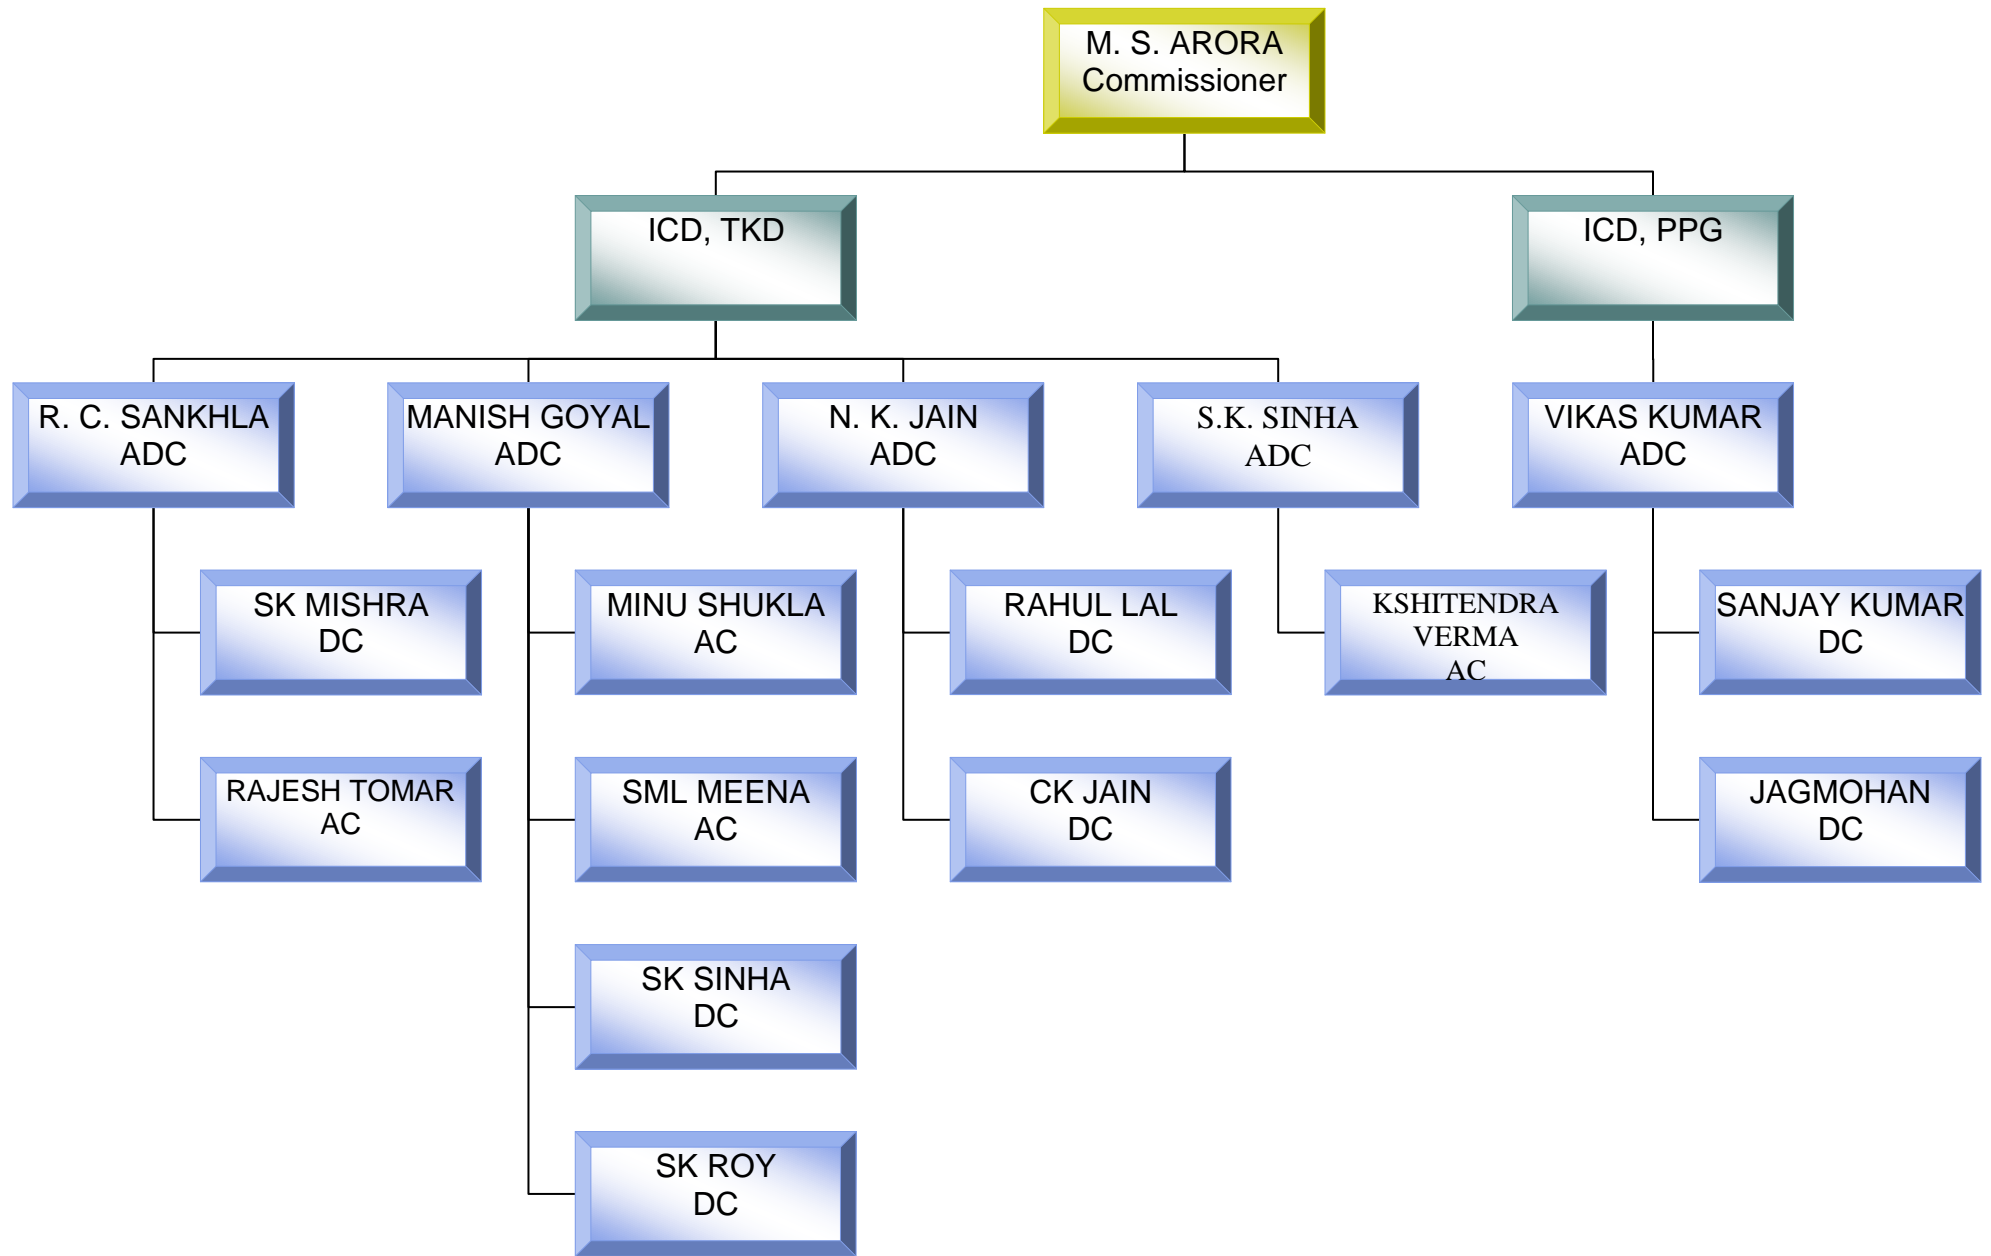 M. S. ARORA
Commissioner
ICD, TKD
ICD, PPG
R. C. SANKHLA
ADC
MANISH GOYAL
ADC
N. K. JAIN
ADC
S.K. SINHA
ADC
VIKAS KUMAR
ADC
SK MISHRA
DC
MINU SHUKLA
AC
RAHUL LAL
DC
KSHITENDRA
VERMA
AC
SANJAY KUMAR
DC
RAJESH TOMAR
AC
SML MEENA
AC
CK JAIN
DC
JAGMOHAN
DC
SK SINHA
DC
SK ROY
DC